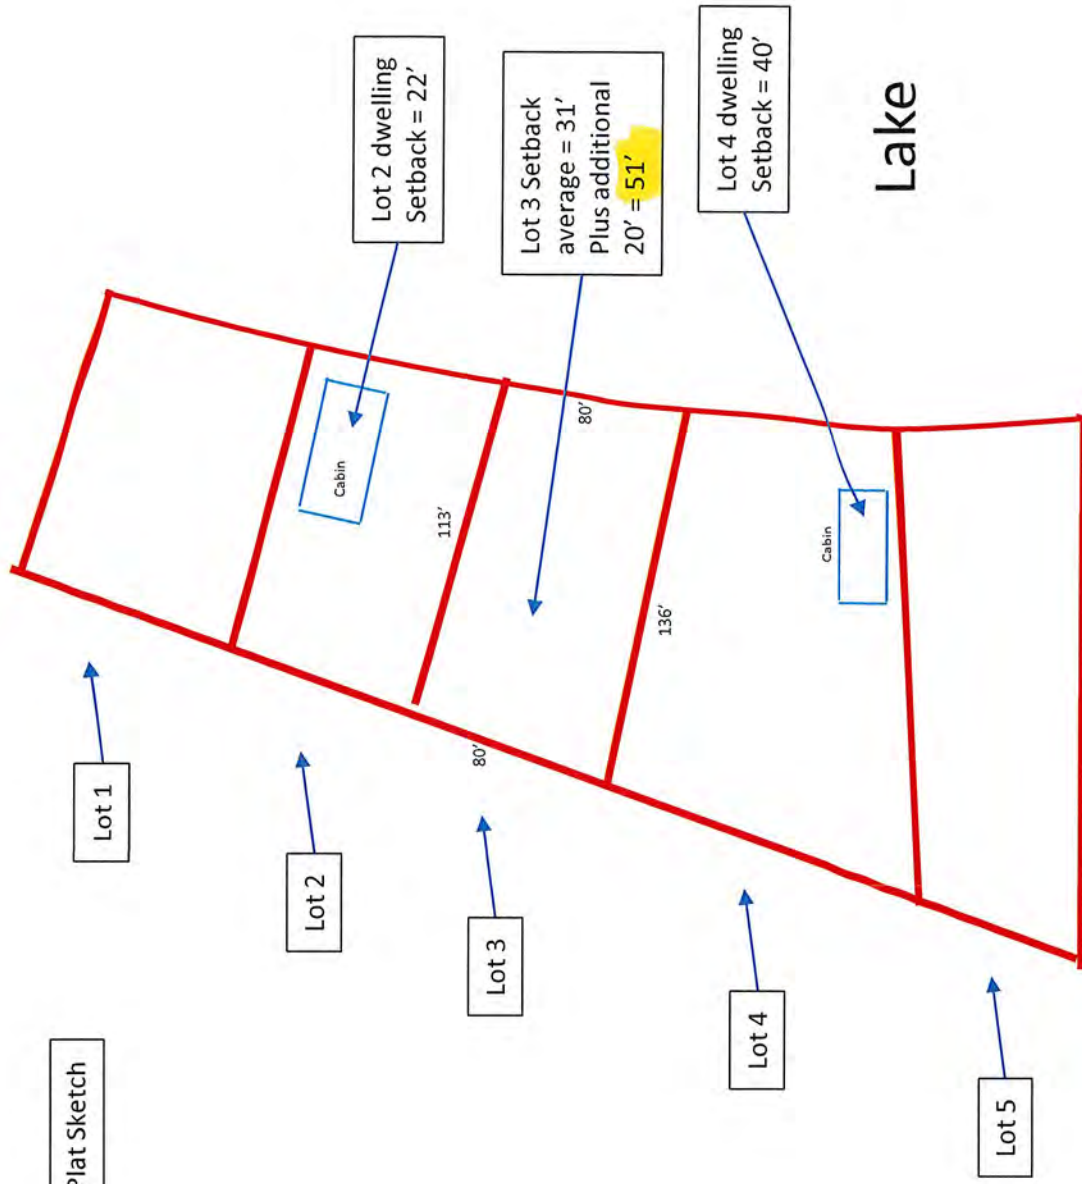 Plat Sketch
Lot 1
Lot 2
Lot 3
Lot 4
Lot 5
Lot 2 dwelling
Setback = 22’
Lot 3 Setback
average = 31’
Plus additional
20’ = 51’
Lot 4 dwelling
Setback = 40’
Lake
Cabin
113’
80’
80’
136’
Cabin